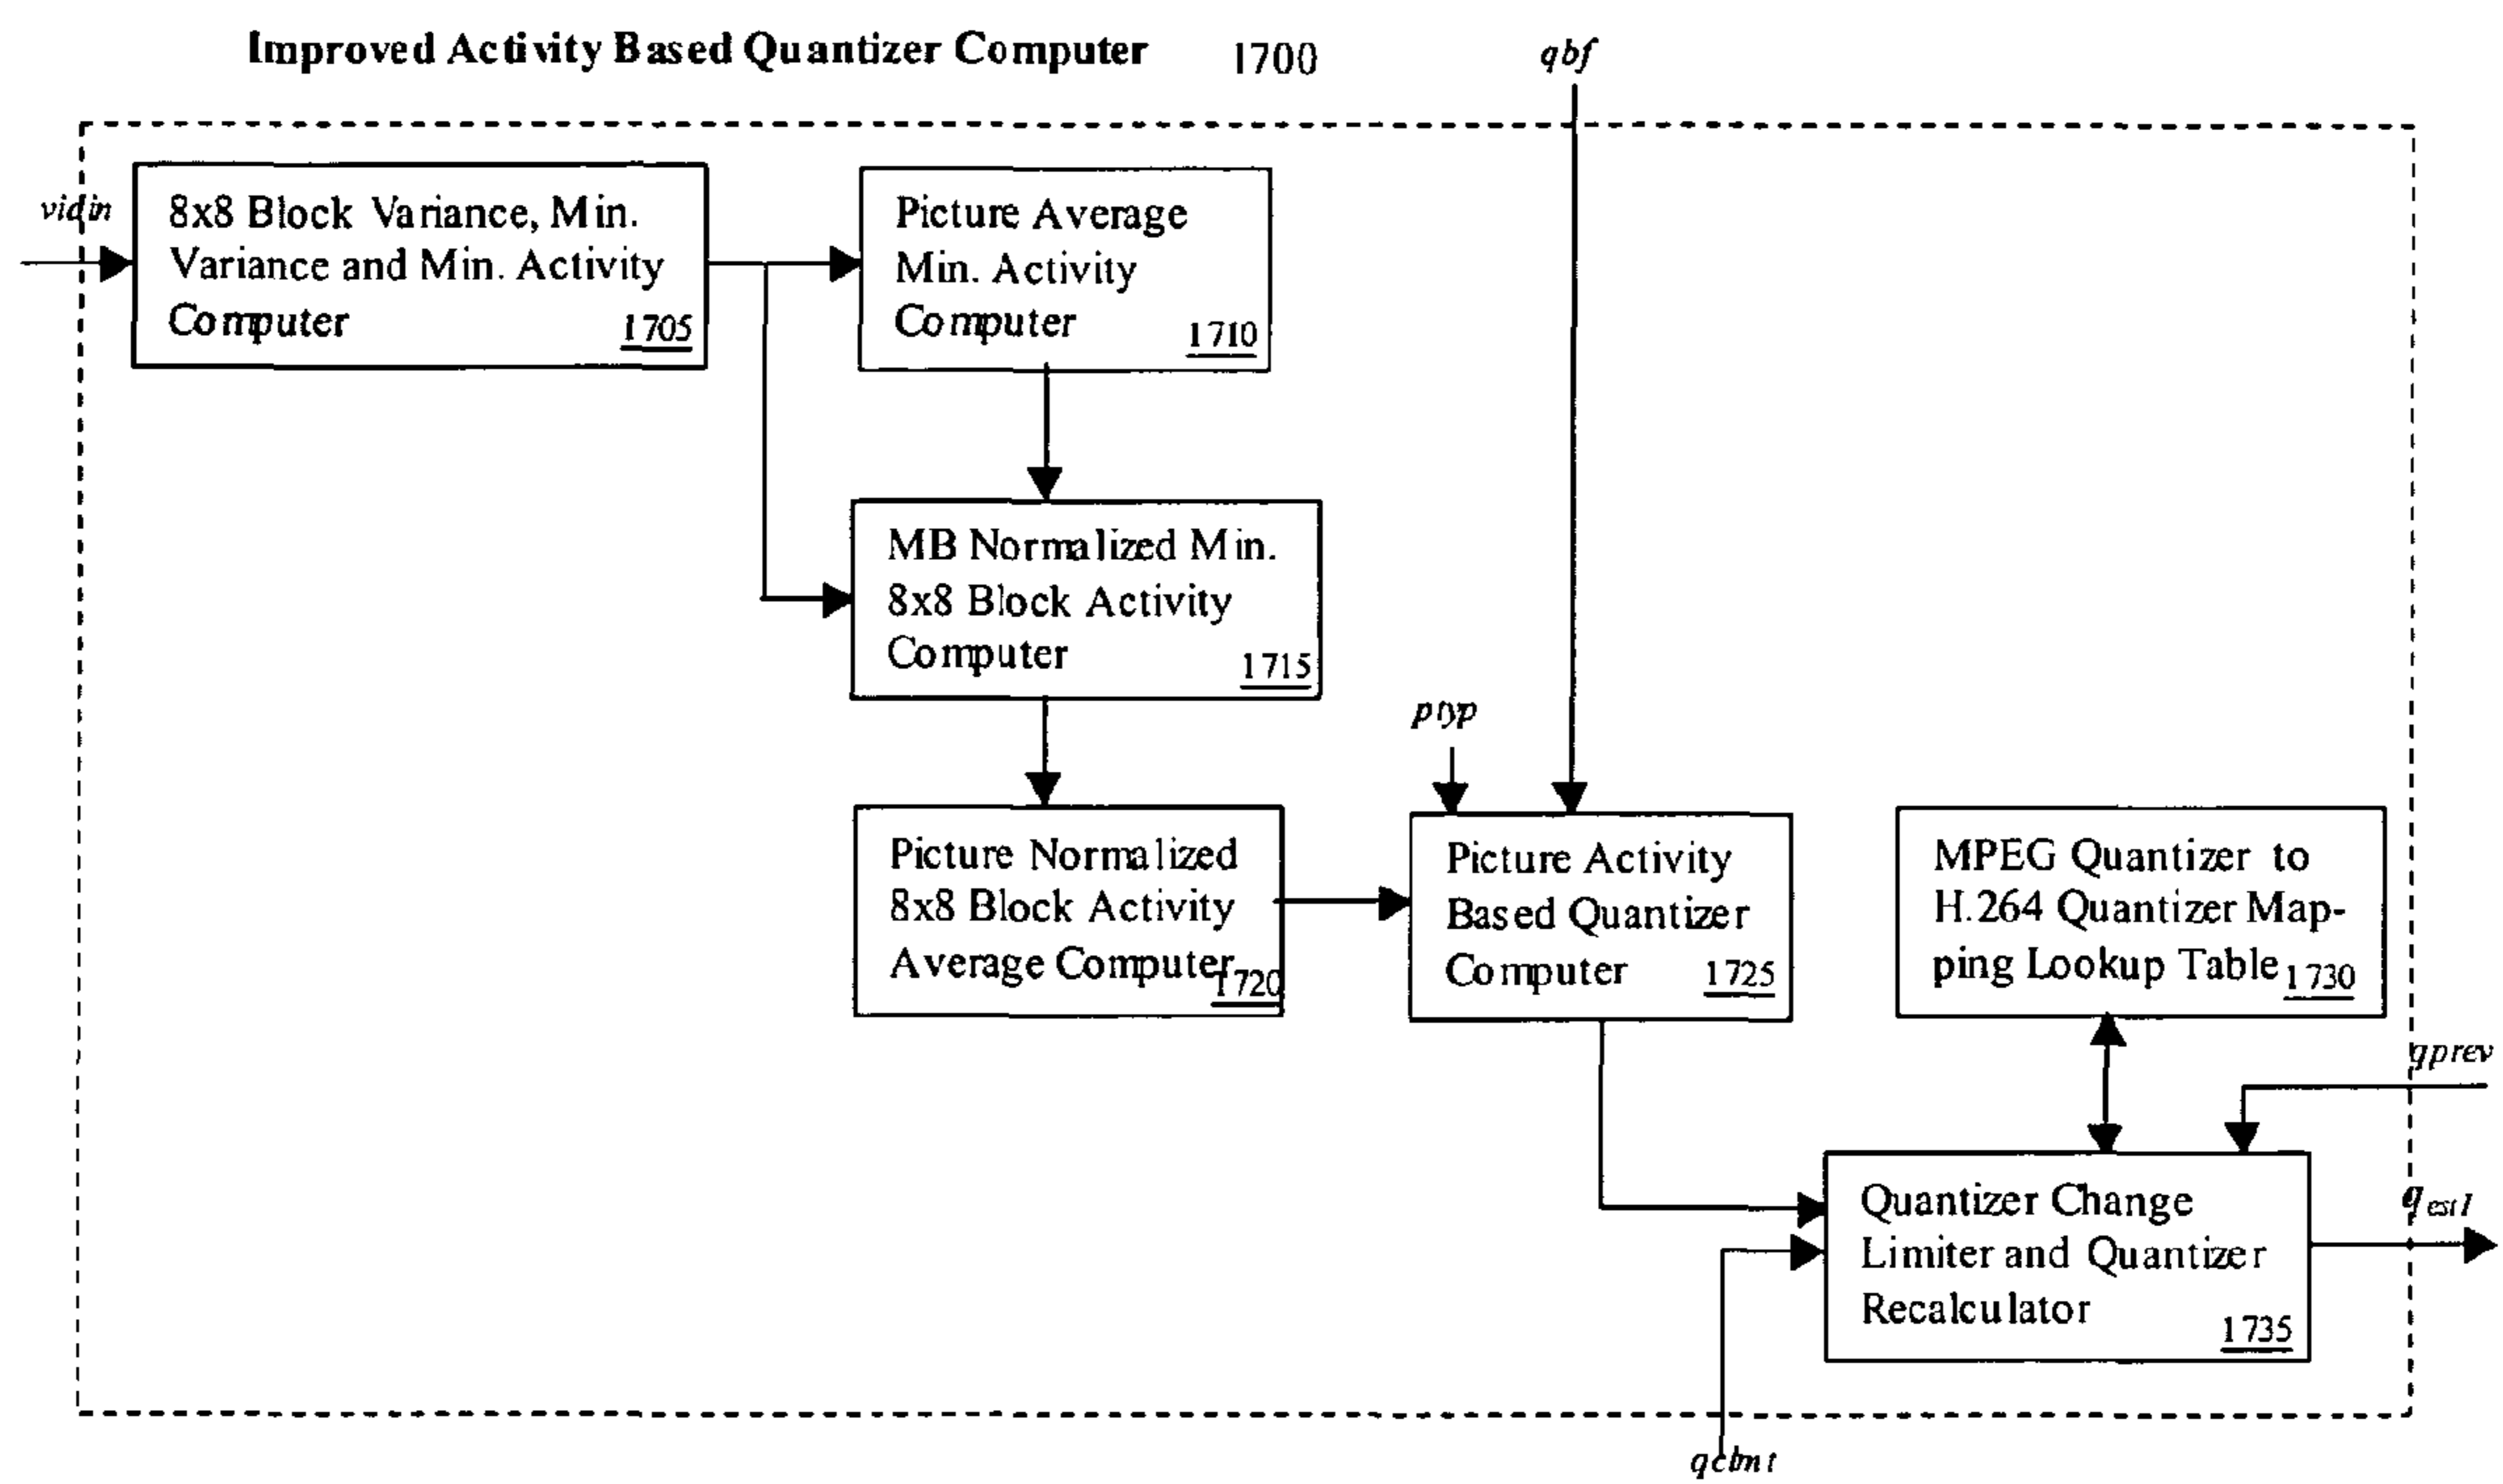 Improved Activity Based Quantizer Computer 1700
qbf
vidin
8x8 Block Variance, Min.
Variance and Min. Activity
Computer 1705
Picture Average
Min. Activity
Computer 1710
MB Normalized Min.
8x8 Block Activity
Computer 1715
ptyp
Picture Normalized
8x8 Block Activity
Average Computer 1720
Picture Activity
Based Quantizer
Computer 1725
MPEG Quantizer to
H.264 Quantizer Map-
ping Lookup Table 1730
qprev
Quantizer Change
Limiter and Quantizer
Recalculator 1735
qest1
qclmt